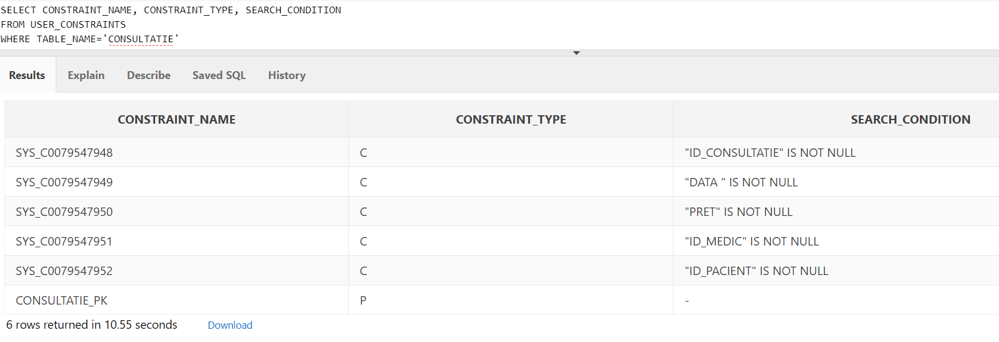 SELECT CONSTRAINT_NAME, CONSTRAINT_TYPE, SEARCH_CONDITION
FROM USER_CONSTRAINTS
WHERE TABLE_NAME='CONSULTATIE'
Results Explain Describe Saved SQL History
CONSTRAINT_NAME CONSTRAINT_TYPE SEARCH_CONDITION
SYS_C0079547948 C "ID_CONSULTATIE" IS NOT NULL
SYS_C0079547949 C "DATA " IS NOT NULL
SYS_C0079547950 C "PRET" IS NOT NULL
SYS_C0079547951 C "ID_MEDIC" IS NOT NULL
SYS_C0079547952 C "ID_PACIENT" IS NOT NULL
CONSULTATIE_PK P -
6 rows returned in 10.55 seconds Download